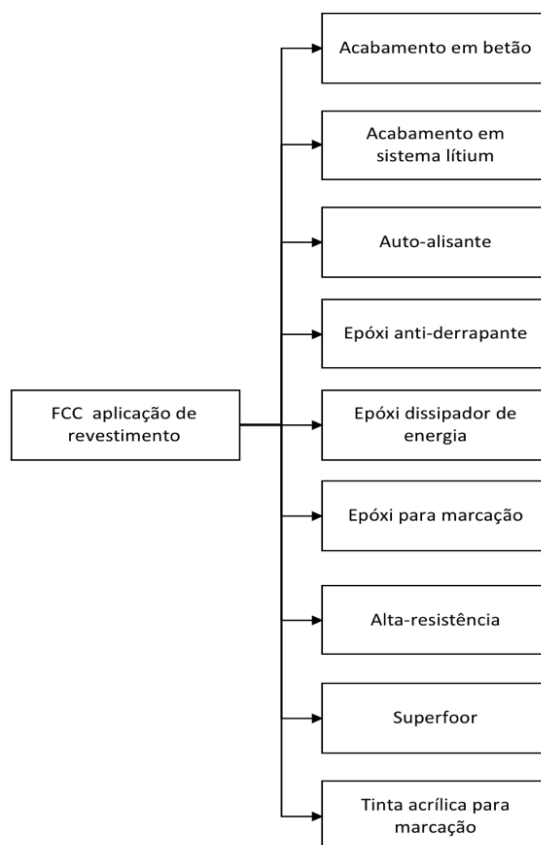 Acabamento em betão
Acabamento em
sistema lítium
Auto-alisante
Epóxi anti-derrapante
FCC aplicação de
revestimento
Epóxi dissipador de
energia
Epóxi para marcação
Alta-resistência
Superfoor
Tinta acrílica para
marcação